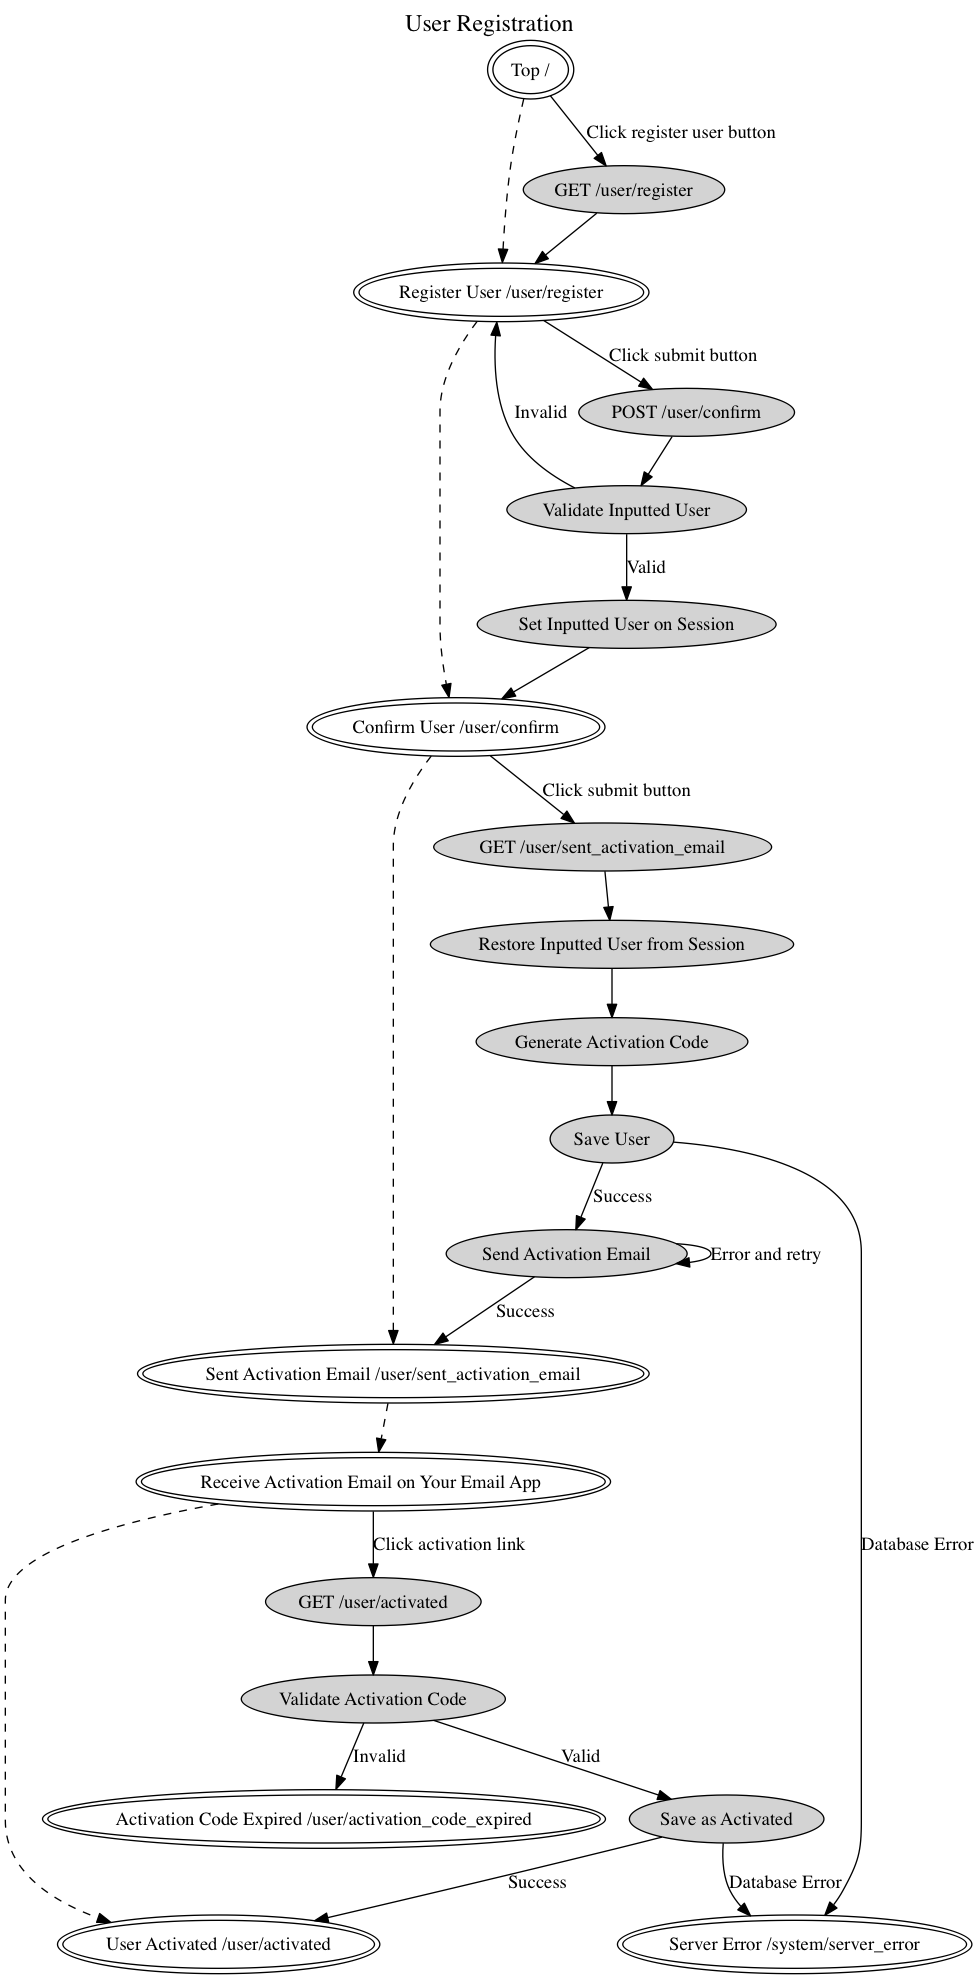 User Registration
Top /
Click register user button
GET /user/register
Register User /user/register
Click submit button
Invalid
POST /user/confirm
Validate Inputted User
Valid
Set Inputted User on Session
Confirm User /user/confirm
Click submit button
GET /user/sent_activation_email
Restore Inputted User from Session
Generate Activation Code
Save User
Success
Send Activation Email
Error and retry
Success
Sent Activation Email /user/sent_activation_email
Receive Activation Email on Your Email App
Click activation link
Database Error
GET /user/activated
Validate Activation Code
Invalid
Valid
Activation Code Expired /user/activation_code_expired
Save as Activated
Success
Database Error
User Activated /user/activated
Server Error /system/server_error